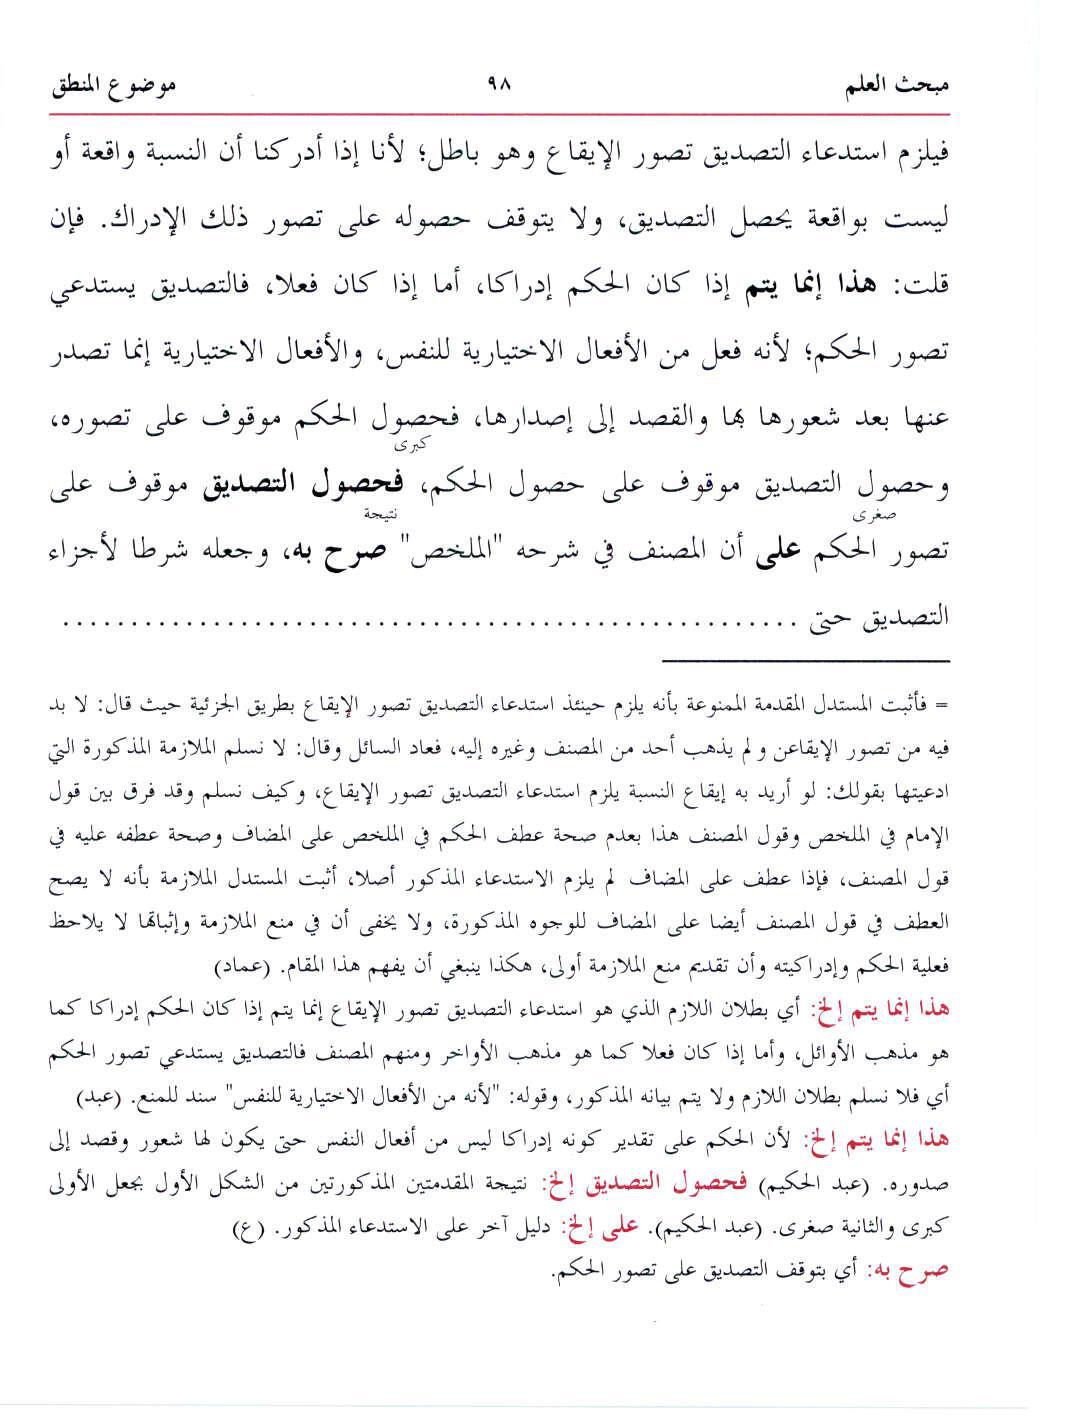 مبحث العلم ٩٨ موضوع المنطق
فيلزم استدعاء التصديق تصور الإيقاع وهو باطل؛ لأنا إذا أدركنا أن النسبة واقعة أو
ليست بواقعة يحصل التصديق، ولا يتوقف حصوله على تصور ذلك الإدراك. فإن
قلت: هذا إنما يتم إذا كان الحكم إدراكا، أما إذا كان فعلا، فالتصديق يستدعي
تصور الحكم؛ لأنه فعل من الأفعال الاختيارية للنفس، والأفعال الاختيارية إنما تصدر
عنها بعد شعورها بها والقصد إلى إصدارها، فحصول الحكم موقوف على تصوره،
كبرى
وحصول التصديق موقوف على حصول الحكم، فحصول التصديق موقوف على
صغرى نتيجة
تصور الحكم على أن المصنف في شرحه "الملخص" صرح به، وجعله شرطا لأجزاء
التصديق حتى ......................................................
= فأثبت المستدل المقدمة الممنوعة بأنه يلزم حينئذ استدعاء التصديق تصور الإيقاع بطريق الجزئية حيث قال: لا بد
فيه من تصور الإيقاعن و لم يذهب أحد من المصنف وغيره إليه، فعاد السائل وقال: لا نسلم الملازمة المذكورة التي
ادعيتها بقولك: لو أريد به إيقاع النسبة يلزم استدعاء التصديق تصور الإيقاع، وكيف نسلم وقد فرق بين قول
الإمام في الملخص وقول المصنف هذا بعدم صحة عطف الحكم في الملخص على المضاف وصحة عطفه عليه في
قول المصنف، فإذا عطف على المضاف لم يلزم الاستدعاء المذكور أصلا، أثبت المستدل الملازمة بأنه لا يصح
العطف في قول المصنف أيضا على المضاف للوجوه المذكورة، ولا يخفى أن في منع الملازمة وإثباتها لا يلاحظ
فعلية الحكم وإدراكيته وأن تقديم منع الملازمة أولى، هكذا ينبغي أن يفهم هذا المقام. (عماد)
هذا إنما يتم إلخ: أي بطلان اللازم الذي هو استدعاء التصديق تصور الإيقاع إنما يتم إذا كان الحكم إدراكا كما
هو مذهب الأوائل، وأما إذا كان فعلا كما هو مذهب الأواخر ومنهم المصنف فالتصديق يستدعي تصور الحكم
أي فلا نسلم بطلان اللازم ولا يتم بيانه المذكور، وقوله: "لأنه من الأفعال الاختيارية للنفس" سند للمنع. (عبد)
هذا إنما يتم إلخ: لأن الحكم على تقدير كونه إدراكا ليس من أفعال النفس حتى يكون لها شعور وقصد إلى
صدوره. (عبد الحكيم) فحصول التصديق إلخ: نتيجة المقدمتين المذكورتين من الشكل الأول بجعل الأولى
كبرى والثانية صغرى. (عبد الحكيم). على إلخ: دليل آخر على الاستدعاء المذكور. (ع)
صرح به: أي بتوقف التصديق على تصور الحكم.